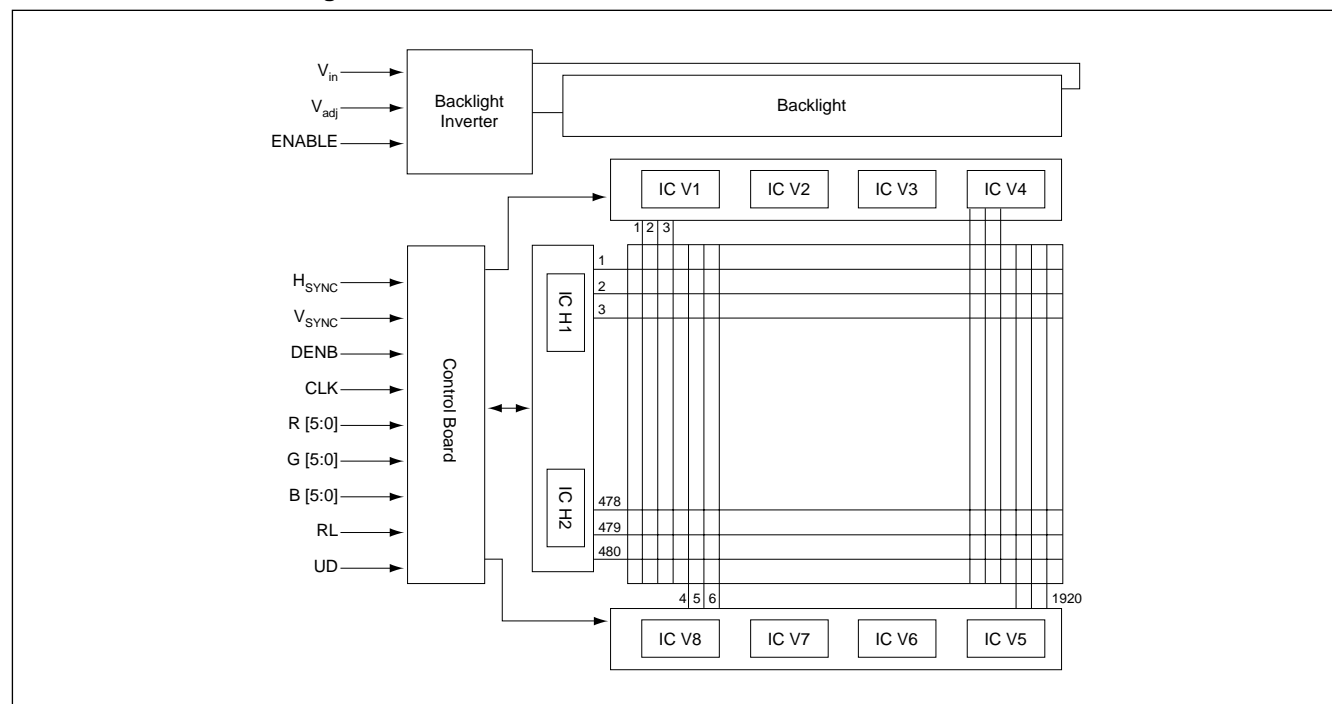 V_in
V_adj
ENABLE
Backlight
Inverter
Backlight
IC V1
IC V2
IC V3
IC V4
1 2 3
H_SYNC
V_SYNC
DENB
CLK
R [5:0]
G [5:0]
B [5:0]
RL
UD
Control Board
IC H1
IC H2
1
2
3
478
479
480
4 5 6
1920
IC V8
IC V7
IC V6
IC V5